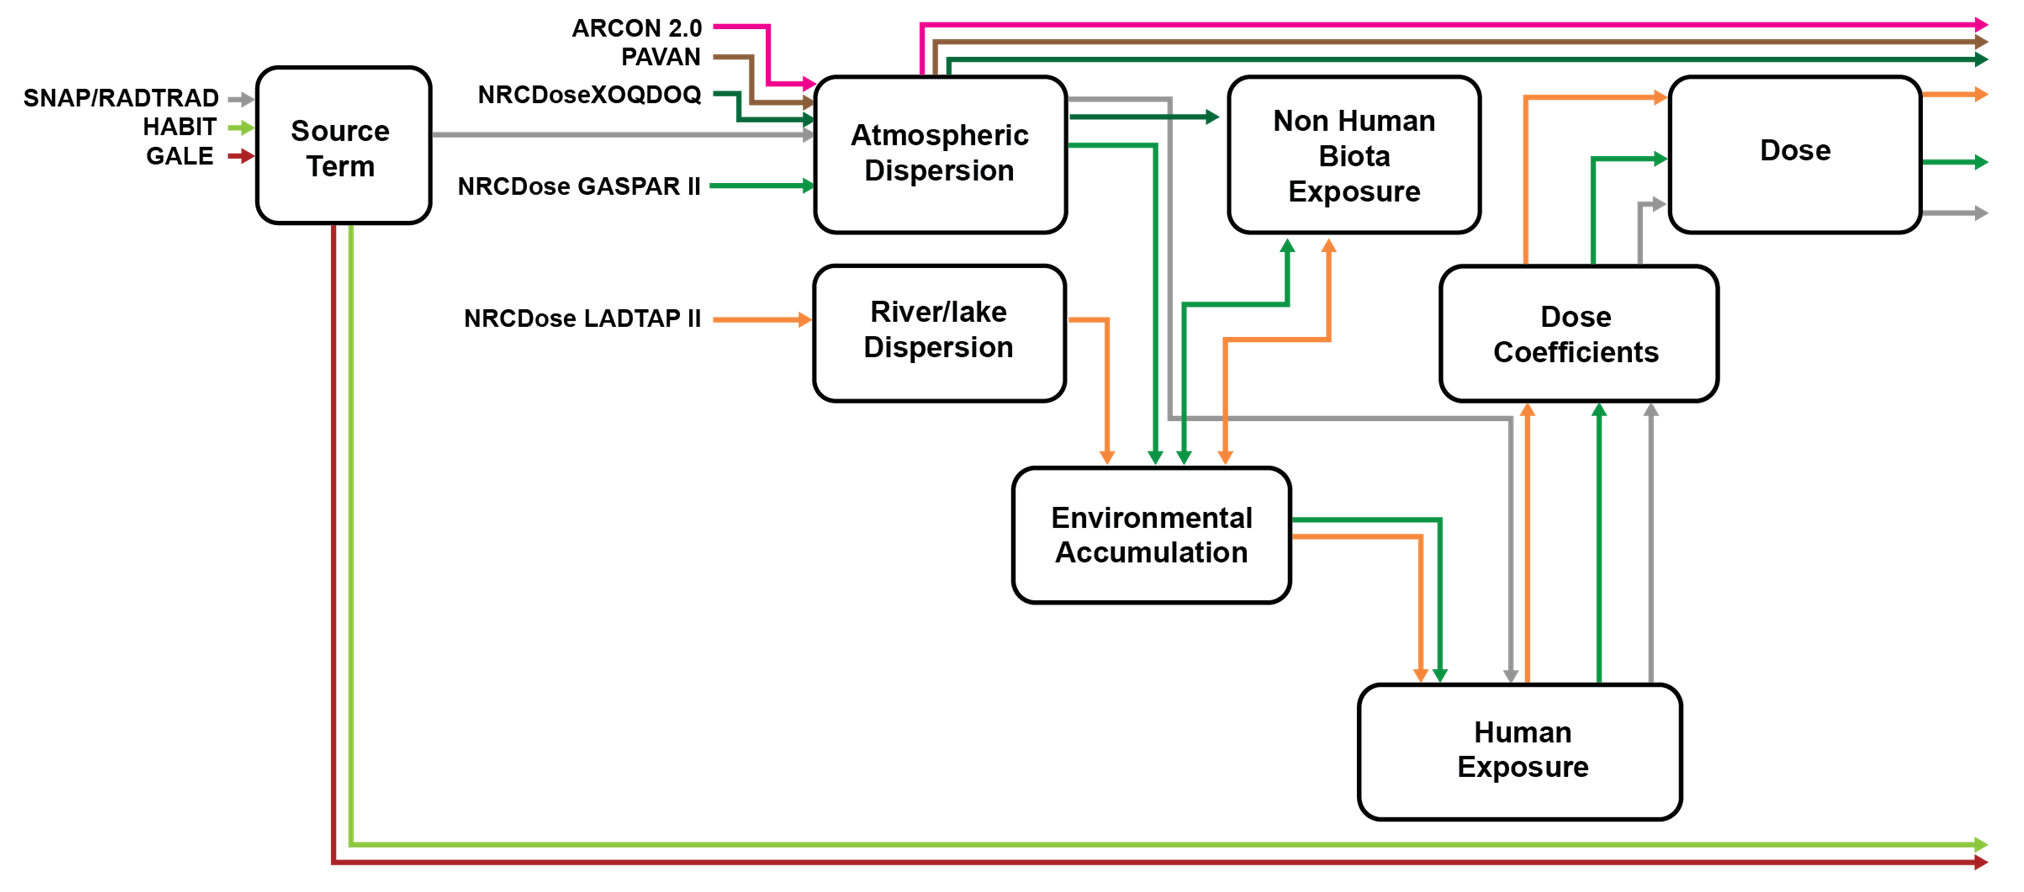 ARCON 2.0
PAVAN
NRCDoseXOQDOQ
SNAP/RADTRAD
HABIT
GALE
Source
Term
NRCDose GASPAR II
Atmospheric
Dispersion
Non Human
Biota
Exposure
Dose
NRCDose LADTAP II
River/lake
Dispersion
Dose
Coefficients
Environmental
Accumulation
Human
Exposure